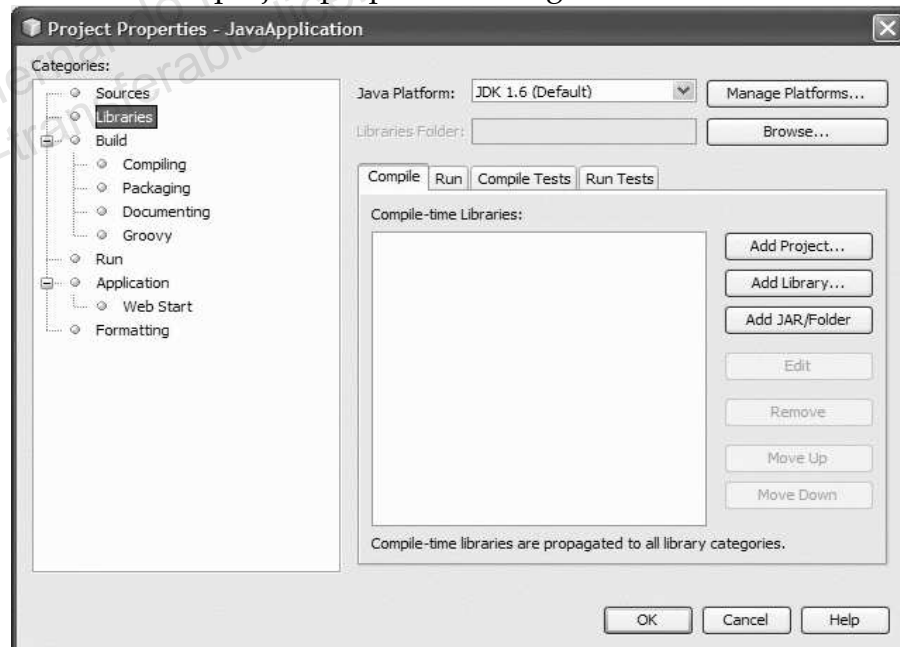 Project Properties - JavaApplication
Categories:
Sources
Libraries
Build
Compiling
Packaging
Documenting
Groovy
Run
Application
Web Start
Formatting
Java Platform: JDK 1.6 (Default) Manage Platforms...
Libraries Folder: Browse...
Compile Run Compile Tests Run Tests
Compile-time Libraries:
Add Project...
Add Library...
Add JAR/Folder
Edit
Remove
Move Up
Move Down
Compile-time libraries are propagated to all library categories.
OK Cancel Help